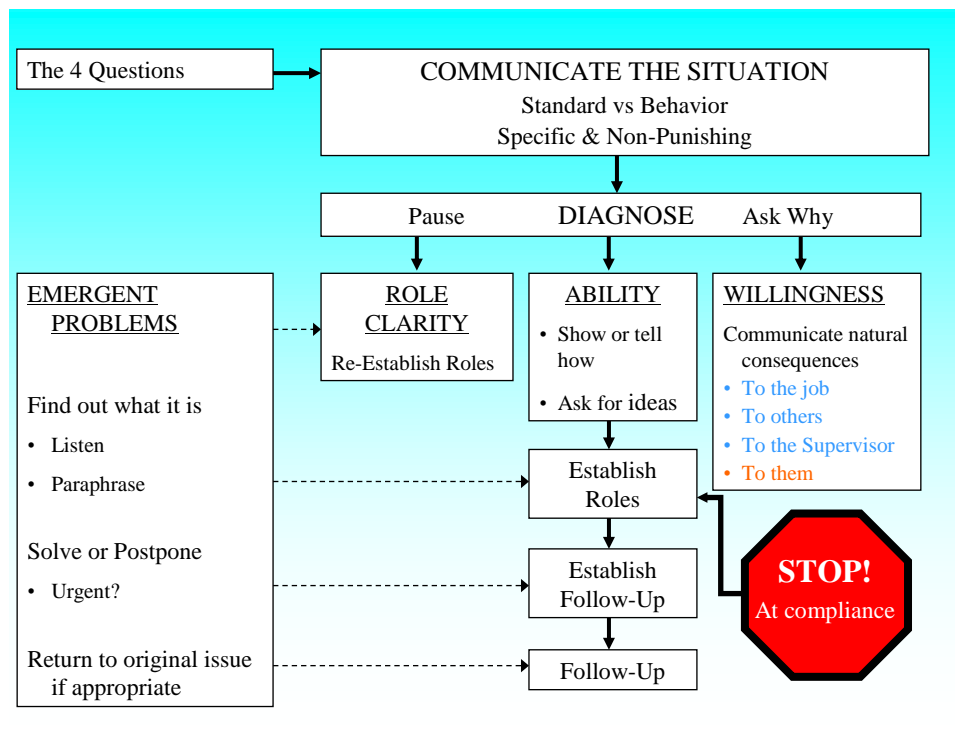 The 4 Questions
COMMUNICATE THE SITUATION
Standard vs Behavior
Specific & Non-Punishing
Pause DIAGNOSE Ask Why
EMERGENT
PROBLEMS
Find out what it is
• Listen
• Paraphrase
Solve or Postpone
• Urgent?
Return to original issue
if appropriate
ROLE
CLARITY
Re-Establish Roles
ABILITY
• Show or tell
how
• Ask for ideas
WILLINGNESS
Communicate natural
consequences
• To the job
• To others
• To the Supervisor
• To them
Establish
Roles
STOP!
At compliance
Establish
Follow-Up
Follow-Up